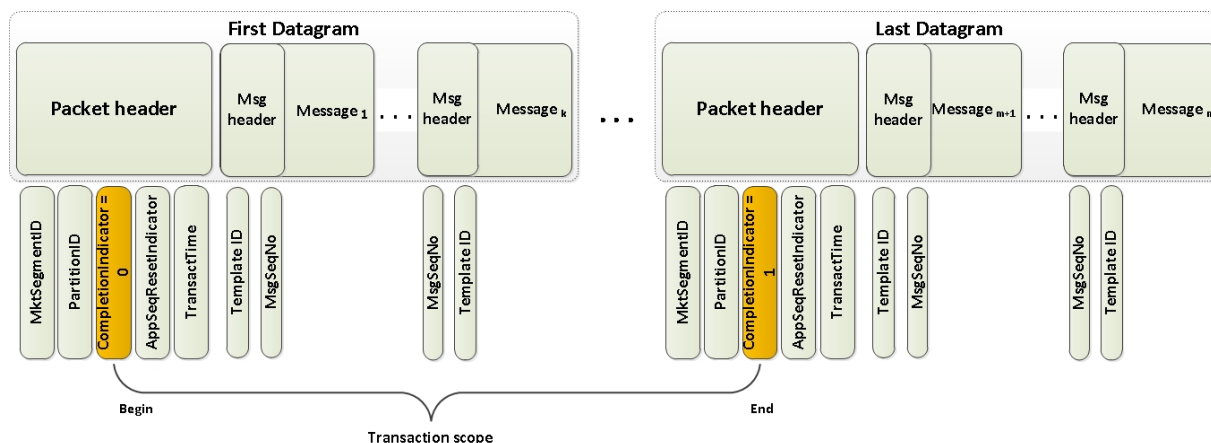 First Datagram
Last Datagram
Packet header
Msg
header
Message 1
. . .
Msg
header
Message k
. . .
Packet header
Msg
header
Message m+1
. . .
Msg
header
Message n
MktSegmentID
PartitionID
CompletionIndicator =
0
AppSeqResetIndicator
TransactTime
Template ID
MsgSeqNo
MsgSeqNo
Template ID
MktSegmentID
PartitionID
CompletionIndicator =
1
AppSeqResetIndicator
TransactTime
Template ID
MsgSeqNo
MsgSeqNo
Template ID
Begin
End
Transaction scope